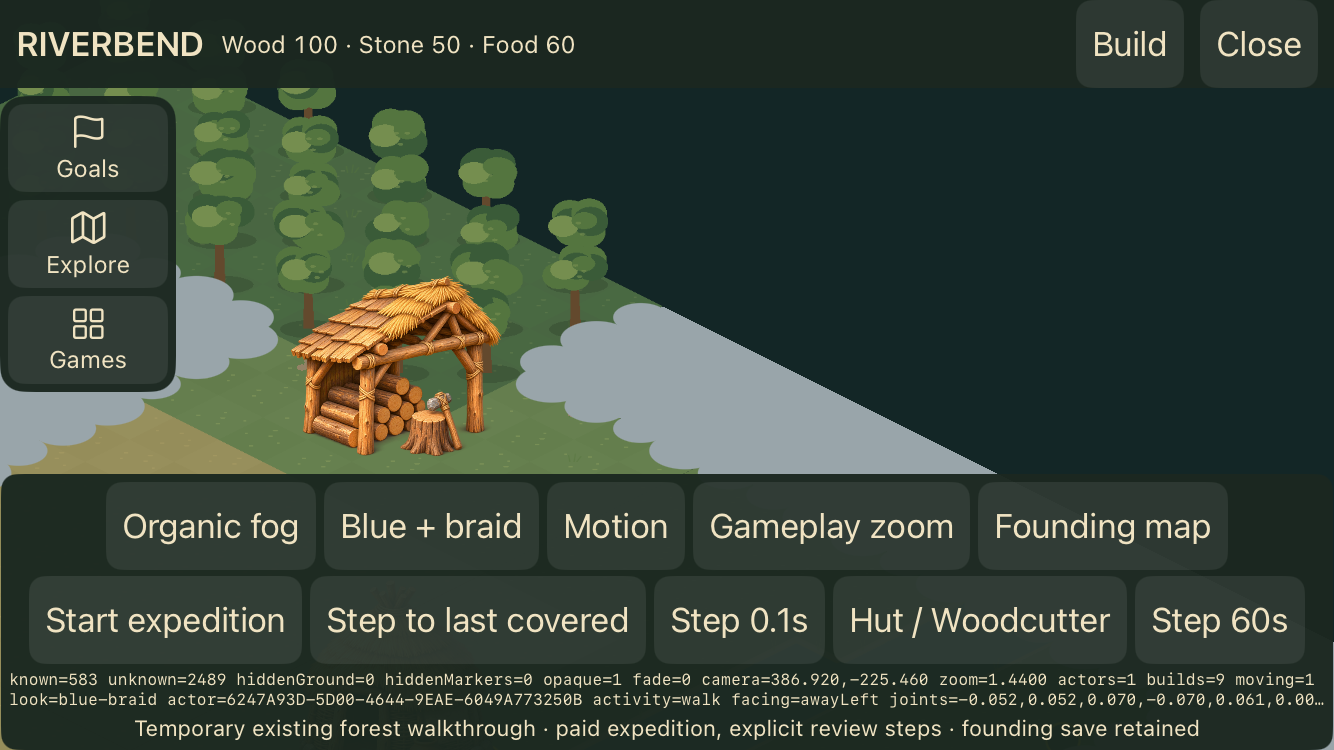 RIVERBEND Wood 100 · Stone 50 · Food 60 Build Close
Goals
Explore
Games
Organic fog Blue + braid Motion Gameplay zoom Founding map
Start expedition Step to last covered Step 0.1s Hut / Woodcutter Step 60s
known=583 unknown=2489 hiddenGround=0 hiddenMarkers=0 opaque=1 fade=0 camera=386.920,-225.460 zoom=1.4400 actors=1 builds=9 moving=1
look=blue-braid actor=6247A93D-5D00-4644-9EAE-6049A773250B activity=walk facing=awayLeft joints=-0.052,0.052,0.070,-0.070,0.061,0.00…
Temporary existing forest walkthrough · paid expedition, explicit review steps · founding save retained